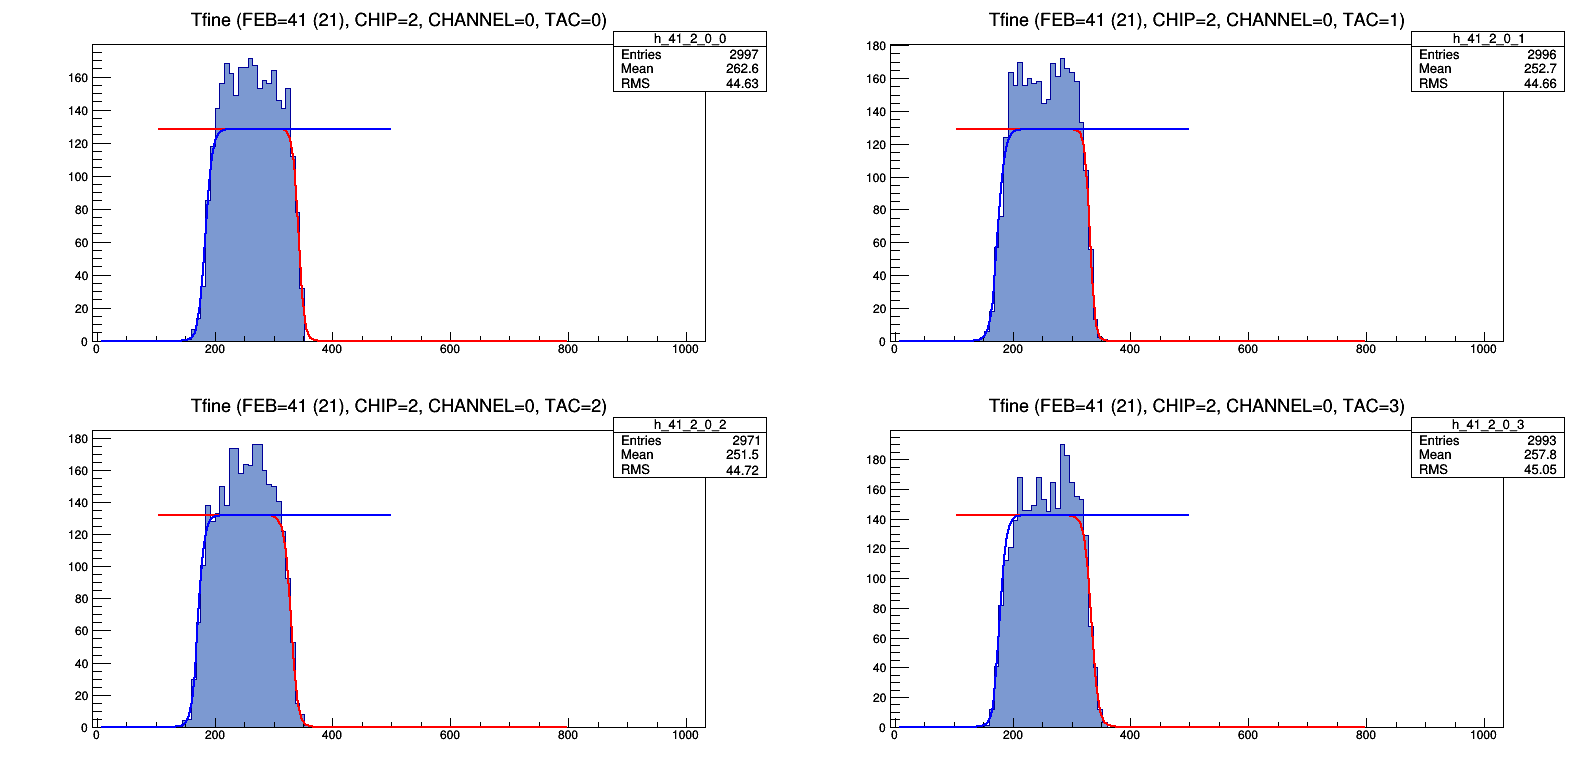 Tfine (FEB=41 (21), CHIP=2, CHANNEL=0, TAC=0)
h_41_2_0_0
Entries 2997
Mean 262.6
RMS 44.63
160
140
120
100
80
60
40
20
0
0 200 400 600 800 1000
Tfine (FEB=41 (21), CHIP=2, CHANNEL=0, TAC=1)
h_41_2_0_1
Entries 2996
Mean 252.7
RMS 44.66
180
160
140
120
100
80
60
40
20
0
0 200 400 600 800 1000
Tfine (FEB=41 (21), CHIP=2, CHANNEL=0, TAC=2)
h_41_2_0_2
Entries 2971
Mean 251.5
RMS 44.72
180
160
140
120
100
80
60
40
20
0
0 200 400 600 800 1000
Tfine (FEB=41 (21), CHIP=2, CHANNEL=0, TAC=3)
h_41_2_0_3
Entries 2993
Mean 257.8
RMS 45.05
180
160
140
120
100
80
60
40
20
0
0 200 400 600 800 1000